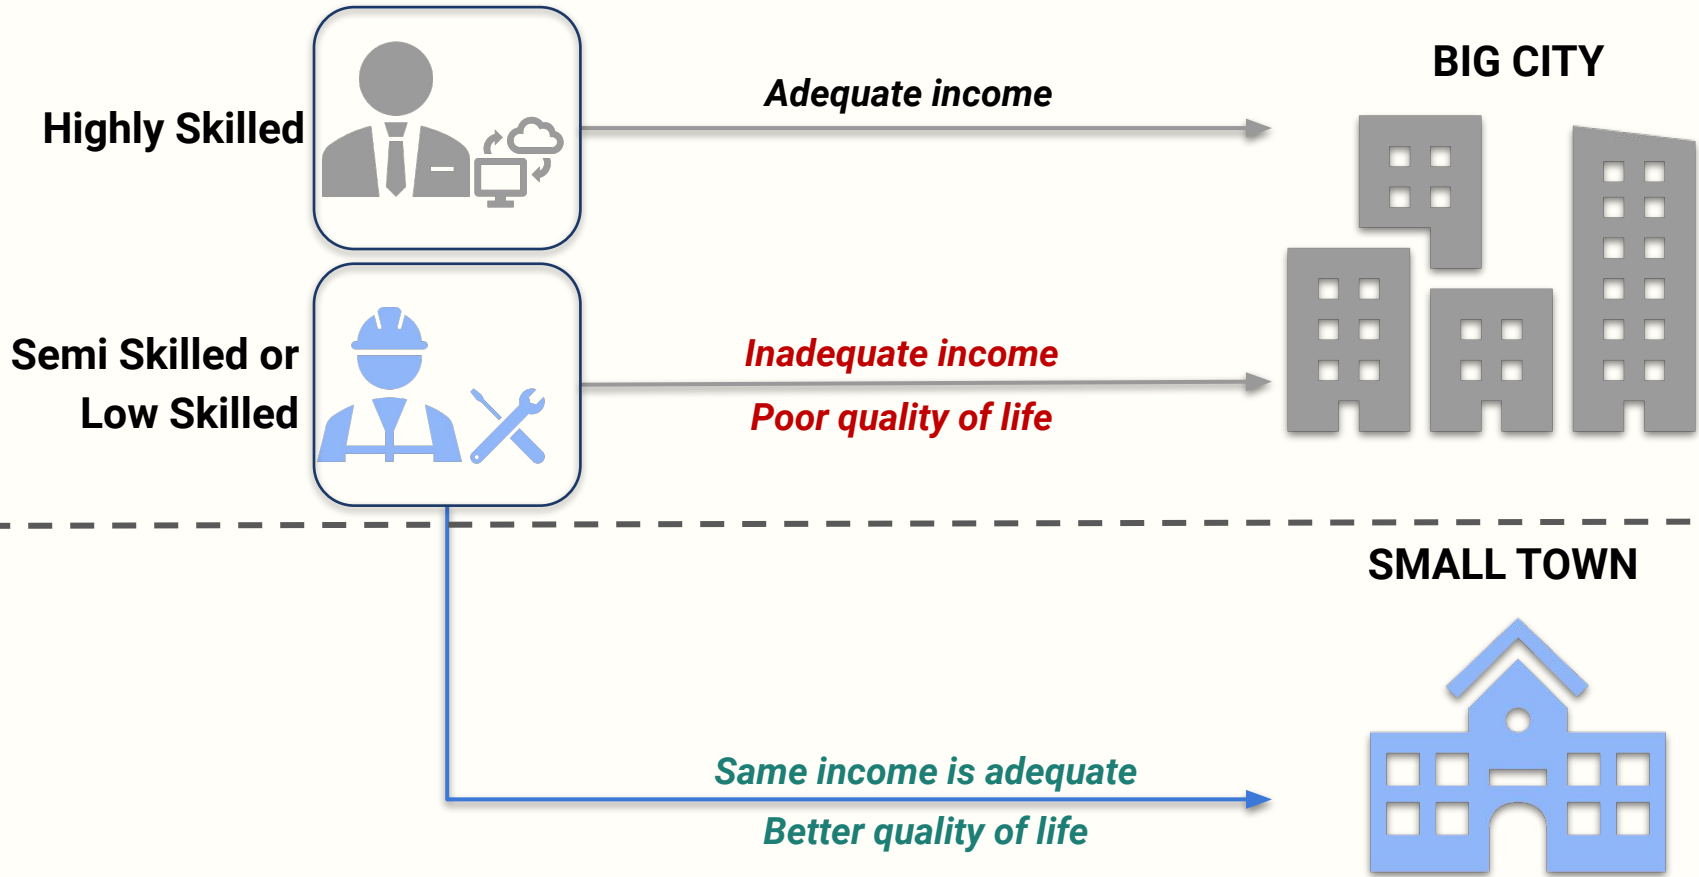 BIG CITY
Highly Skilled
Adequate income
Semi Skilled or
Low Skilled
Inadequate income
Poor quality of life
SMALL TOWN
Same income is adequate
Better quality of life